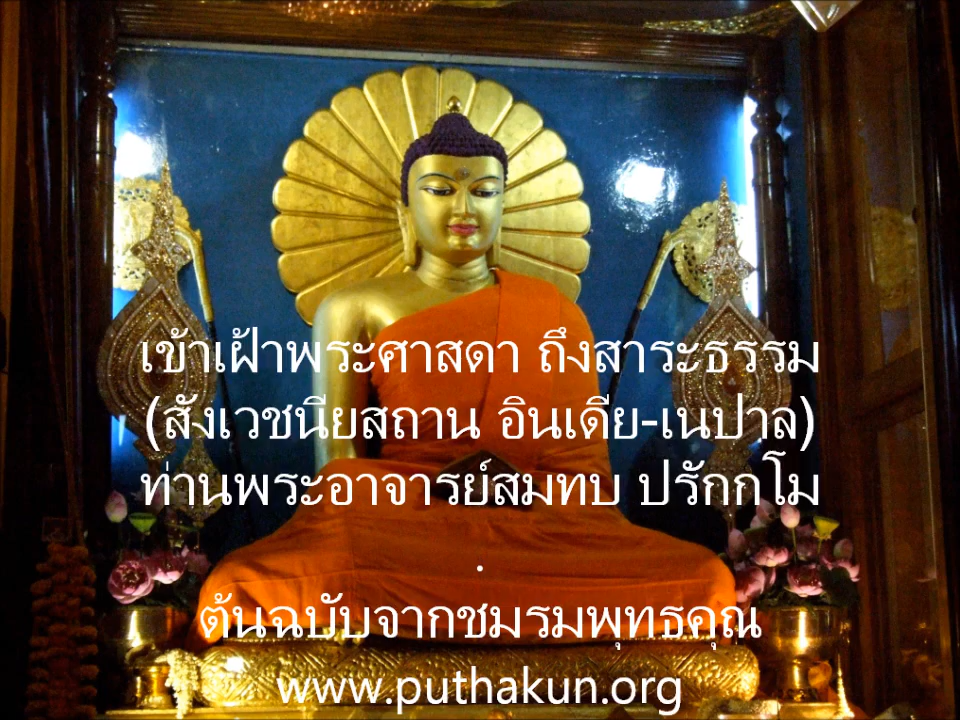 เข้าเฝ้าพระศาสดา ถึงสาระธรรม
(สังเวชนียสถาน อินเดีย-เนปาล)
ท่านพระอาจารย์สมทบ ปรักกโม
.
ต้นฉบับจากชมรมพุทธคุณ
www.puthakun.org